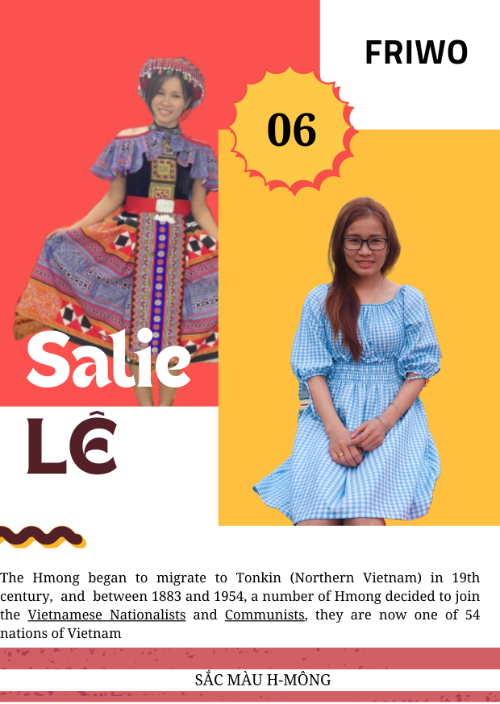 FRIWO
06
Salie
LÊ
The Hmong began to migrate to Tonkin (Northern Vietnam) in 19th
century, and between 1883 and 1954, a number of Hmong decided to join
the Vietnamese Nationalists and Communists, they are now one of 54
nations of Vietnam
SẮC MÀU H-MÔNG